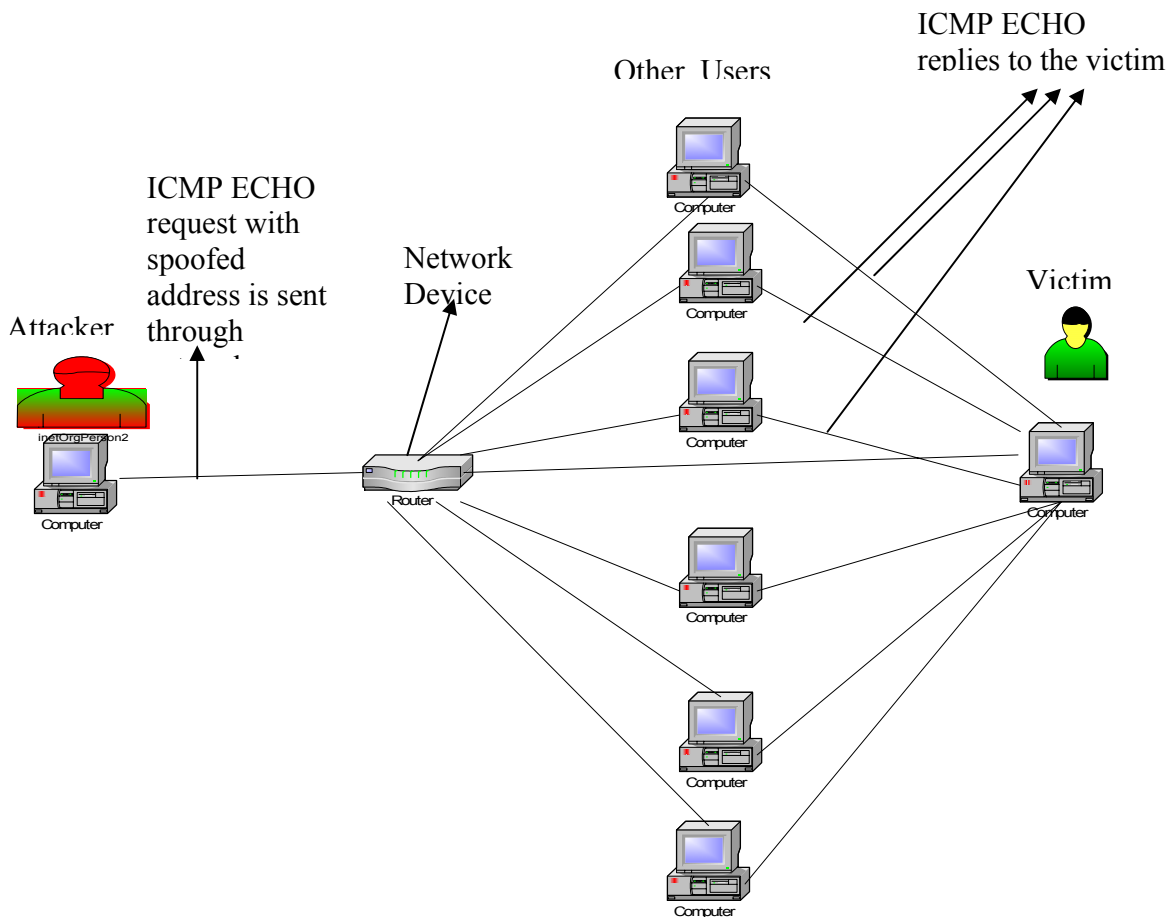 ICMP ECHO
replies to the victim
Other Users
ICMP ECHO
request with
spoofed
address is sent
through
Network
Device
Victim
Attacker
inetOrgPerson2
Computer
Router
Computer
Computer
Computer
Computer
Computer
Computer
Computer